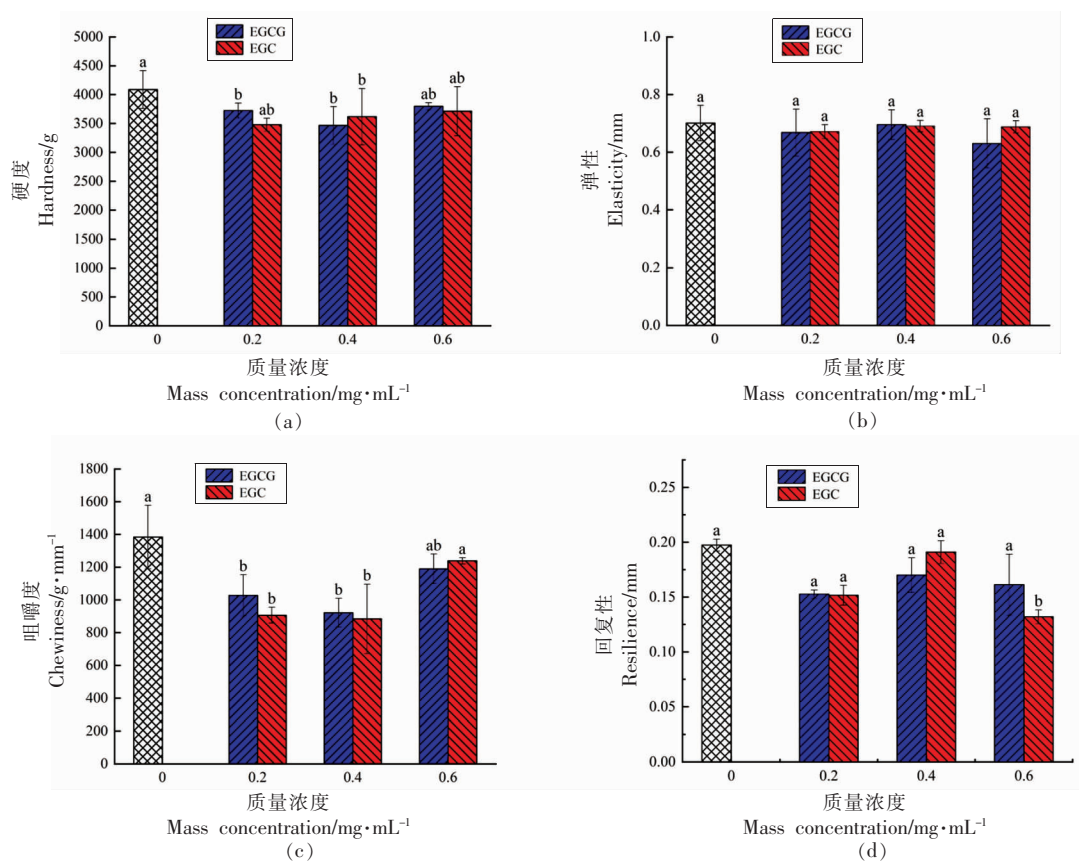 EGCG
EGC
5000
4500
4000
3500
3000
2500
2000
1500
1000
500
0
硬度
Hardness/g
a
b
ab
b
b
ab
ab
0
0.2
0.4
0.6
质量浓度
Mass concentration/mg·mL⁻¹
(a)
EGCG
EGC
1.0
0.8
0.6
0.4
0.2
0.0
弹性
Elasticity/mm
a
a
a
a
a
a
a
0
0.2
0.4
0.6
质量浓度
Mass concentration/mg·mL⁻¹
(b)
EGCG
EGC
1800
1600
1400
1200
1000
800
600
400
200
0
咀嚼度
Chewiness/g·mm⁻¹
a
b
b
b
b
ab
a
0
0.2
0.4
0.6
质量浓度
Mass concentration/mg·mL⁻¹
(c)
EGCG
EGC
0.25
0.20
0.15
0.10
0.05
0.00
回复性
Resilience/mm
a
a
a
a
a
a
b
0
0.2
0.4
0.6
质量浓度
Mass concentration/mg·mL⁻¹
(d)